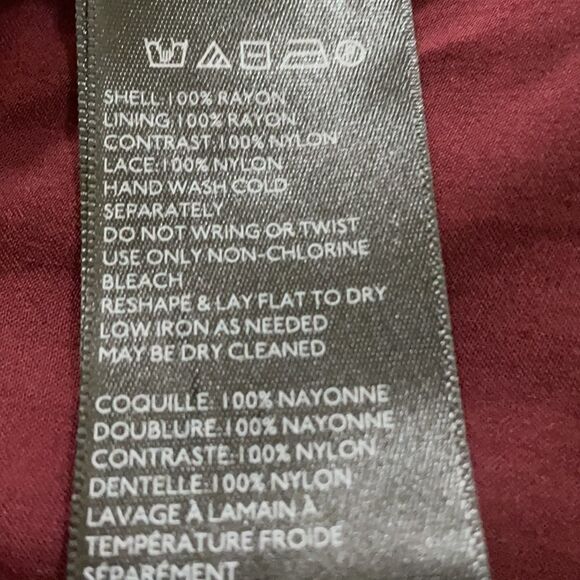 SHELL:100% RAYON
LINING:100% RAYON
CONTRAST:100% NYLON
LACE:100% NYLON
HAND WASH COLD
SEPARATELY
DO NOT WRING OR TWIST
USE ONLY NON-CHLORINE
BLEACH
RESHAPE & LAY FLAT TO DRY
LOW IRON AS NEEDED
MAY BE DRY CLEANED
COQUILLE:100% NAYONNE
DOUBLURE:100% NAYONNE
CONTRASTE:100% NYLON
DENTELLE:100% NYLON
LAVAGE À LAMAIN À
TEMPÉRATURE FROIDE
SÉPARÉMENT